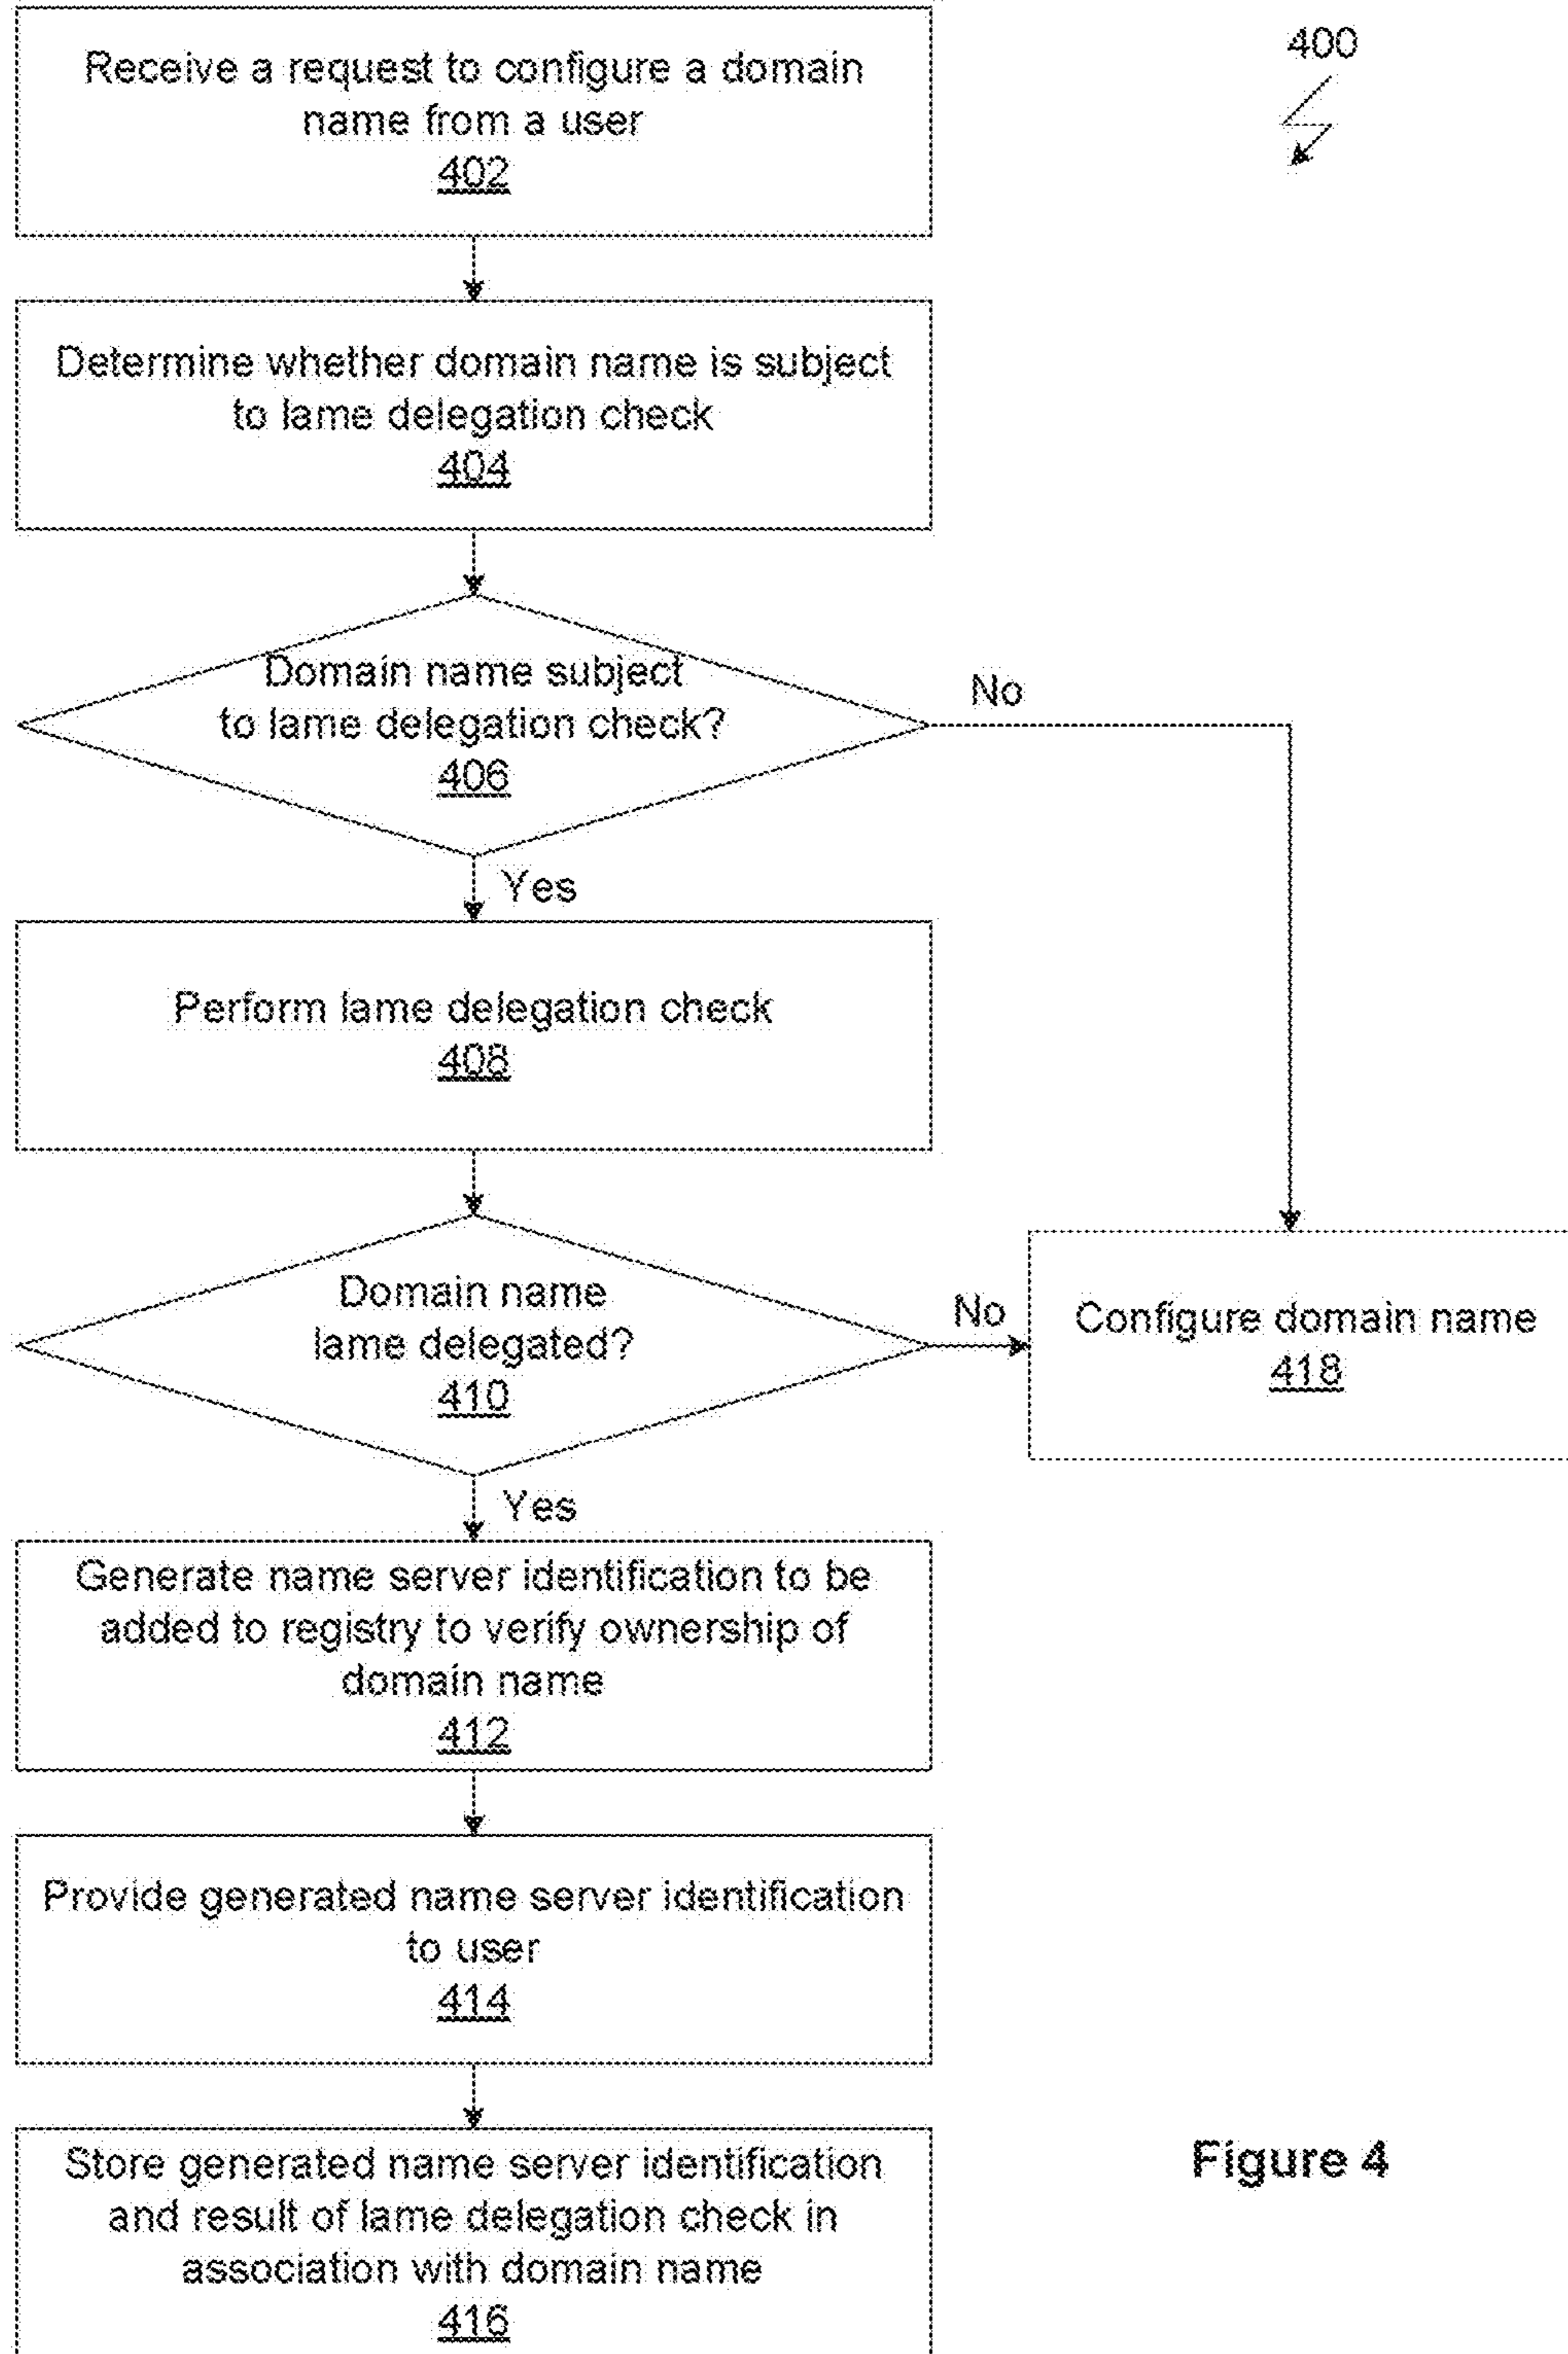 400
Receive a request to configure a domain
name from a user
402
Determine whether domain name is subject
to lame delegation check
404
Domain name subject
to lame delegation check?
406
No
Yes
Perform lame delegation check
408
Domain name
lame delegated?
410
No
Configure domain name
418
Yes
Generate name server identification to be
added to registry to verify ownership of
domain name
412
Provide generated name server identification
to user
414
Store generated name server identification
and result of lame delegation check in
association with domain name
416
Figure 4